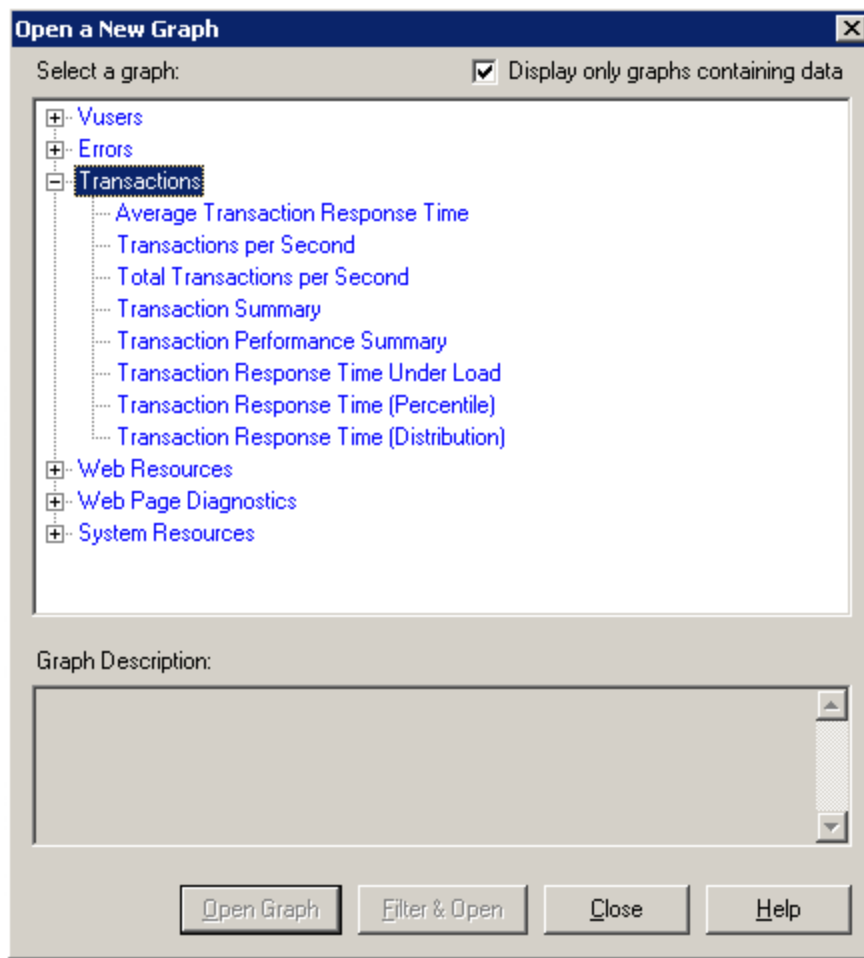 Open a New Graph
Select a graph:
Display only graphs containing data
Vusers
Errors
Transactions
Average Transaction Response Time
Transactions per Second
Total Transactions per Second
Transaction Summary
Transaction Performance Summary
Transaction Response Time Under Load
Transaction Response Time (Percentile)
Transaction Response Time (Distribution)
Web Resources
Web Page Diagnostics
System Resources
Graph Description:
Open Graph
Filter & Open
Close
Help